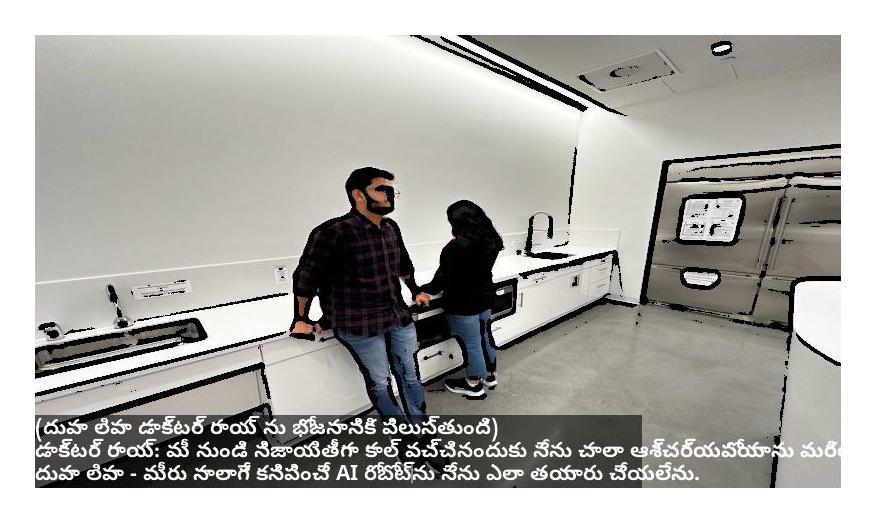 (దుహ లిహ డాక్‌టర్ రాయ్ ను భోజనానికి పిలున్‌తుంది)
డాక్‌టర్ రాయ్: మీ నుండి నిజాయితీగా కాల్ వచ్‌చినందుకు నేను చాలా ఆశ్‌చర్‌యపోయాను
దుహ లిహ - మీరు నాలాగే కనిపించే AI రోబోట్‌ను నేను ఎలా తయారు చేయలేను.